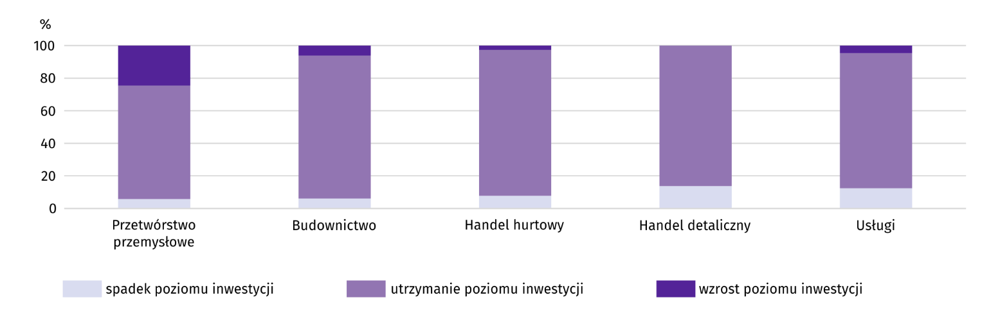 %
100
80
60
40
20
0
Przetwórstwo
przemysłowe
Budownictwo
Handel hurtowy
Handel detaliczny
Usługi
spadek poziomu inwestycji
utrzymanie poziomu inwestycji
wzrost poziomu inwestycji